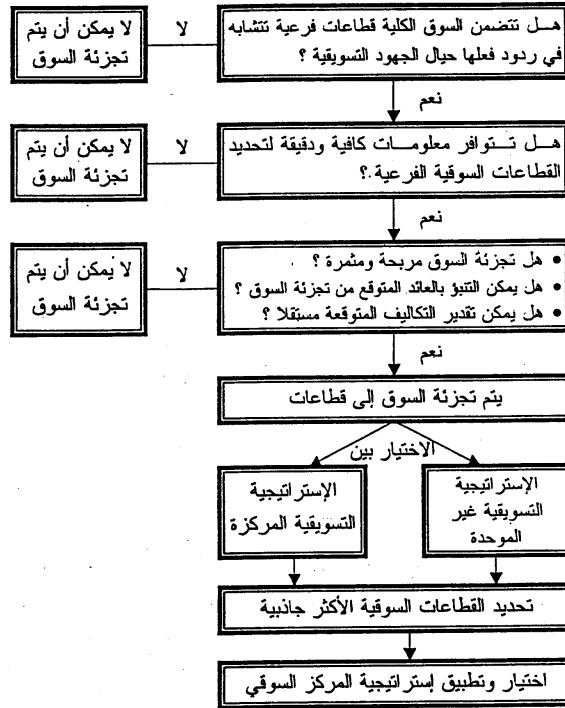 هـل تتضمن السوق الكلية قطاعات فرعية تتشابه
في ردود فعلها حيال الجهود التسويقية ؟
لا
لا يمكن أن يتم
تجزئة السوق
نعم
هـل تـتوافر معلومـات كافية ودقيقة لتحديد
القطاعات السوقية الفرعية ؟
لا
لا يمكن أن يتم
تجزئة السوق
نعم
• هل تجزئة السوق مربحة ومثمرة ؟
• هل يمكن التنبؤ بالعائد المتوقع من تجزئة السوق ؟
• هل يمكن تقدير التكاليف المتوقعة مستقلا ؟
لا
لا يمكن أن يتم
تجزئة السوق
نعم
يتم تجزئة السوق إلى قطاعات
الاختيار بين
الإستراتيجية
التسويقية غير
الموحدة
الإستراتيجية
التسويقية المركزة
تحديد القطاعات السوقية الأكثر جاذبية
اختيار وتطبيق إستراتيجية المركز السوقي